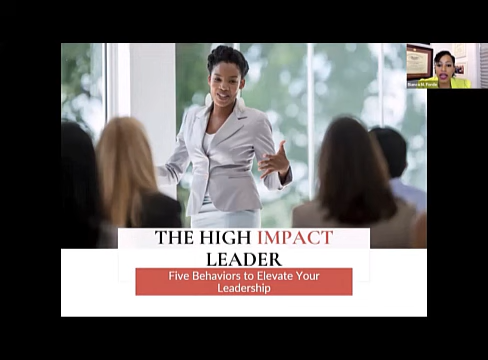 THE HIGH IMPACT
LEADER
Five Behaviors to Elevate Your
Leadership